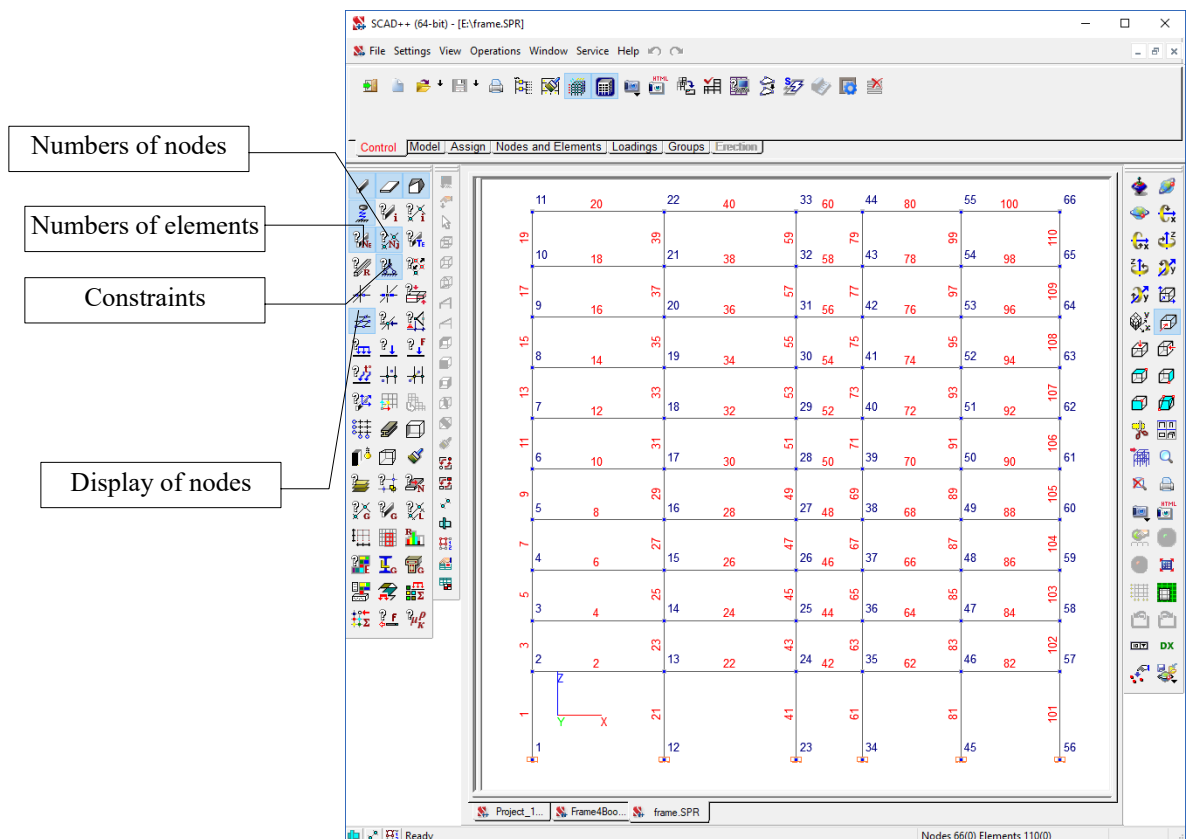 SCAD++ (64-bit) - [E:\frame.SPR]
File Settings View Operations Window Service Help
HTML
Control Model Assign Nodes and Elements Loadings Groups Erection
Numbers of nodes
Numbers of elements
Constraints
Display of nodes
11 20 22 40 33 60 44 80 55 100 66
19 39 59 79 99 110
10 18 21 38 32 58 43 78 54 98 65
17 37 57 77 97 109
9 16 20 36 31 56 42 76 53 96 64
15 35 55 75 95 108
8 14 19 34 30 54 41 74 52 94 63
13 33 53 73 93 107
7 12 18 32 29 52 40 72 51 92 62
11 31 51 71 91 106
6 10 17 30 28 50 39 70 50 90 61
9 29 49 69 89 105
5 8 16 28 27 48 38 68 49 88 60
7 27 47 67 87 104
4 6 15 26 26 46 37 66 48 86 59
5 25 45 65 85 103
3 4 14 24 25 44 36 64 47 84 58
3 23 43 63 83 102
2 2 13 22 24 42 35 62 46 82 57
Z
1 Y X 21 41 61 81 101
1 12 23 34 45 56
HTML
DX
Project_1... Frame4Boo... frame.SPR
Ready Nodes 66(0) Elements 110(0)